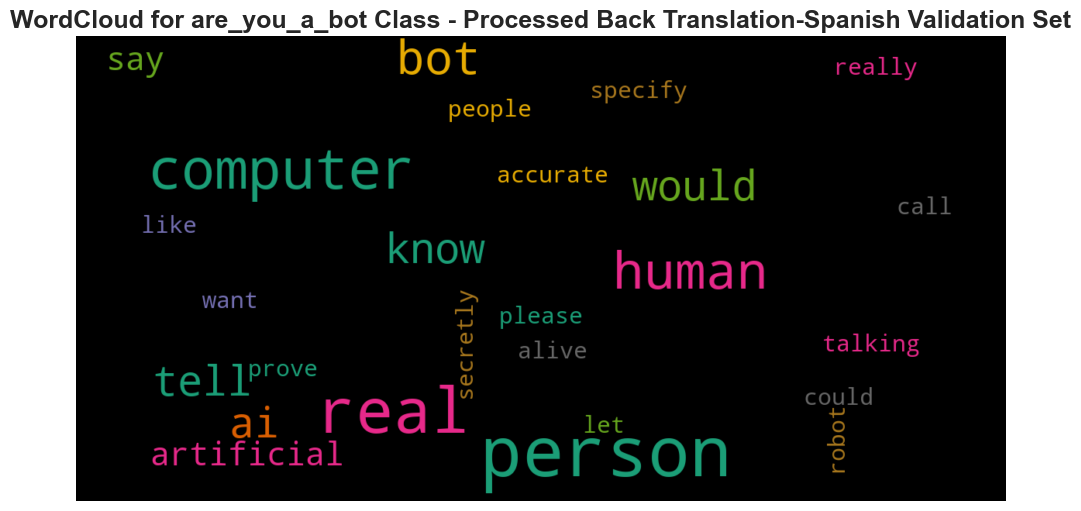 WordCloud for are_you_a_bot Class - Processed Back Translation-Spanish Validation Set
say
bot
really
specify
people
computer
accurate
would
call
like
know
human
want
secretly
please
alive
talking
prove
tell
could
real
ai
let
robot
artificial
person